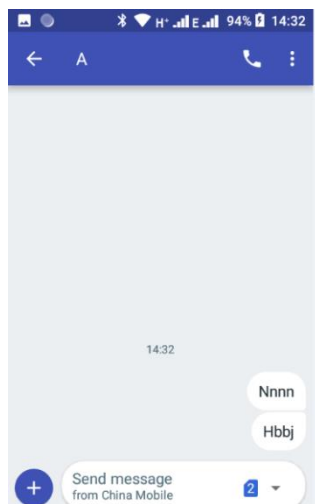 H+ E 94% 14:32
A
14:32
Nnnn
Hbbj
Send message
from China Mobile
2